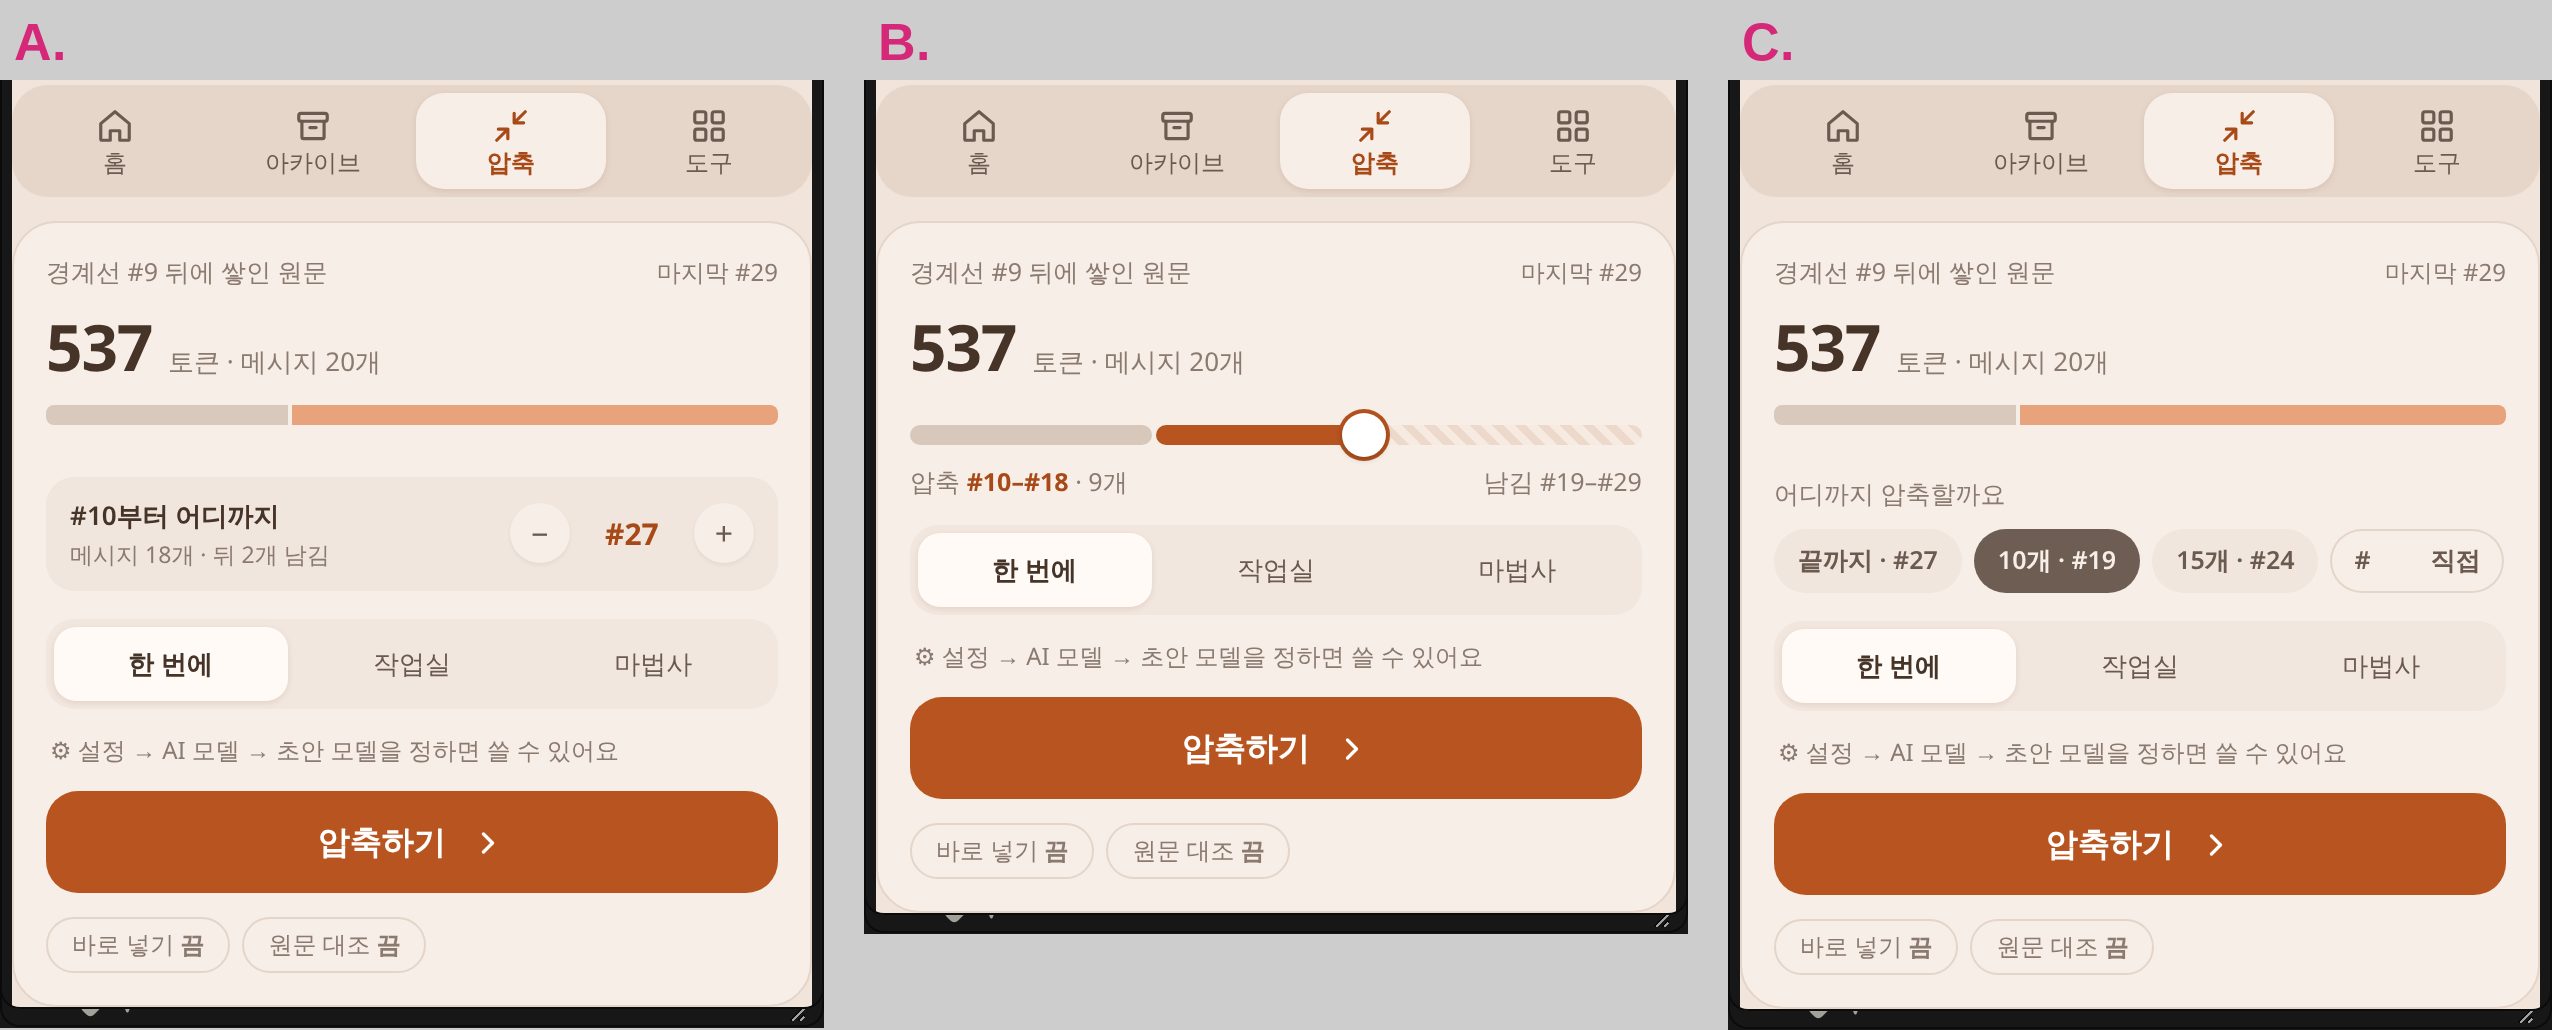 A.
홈
아카이브
압축
도구
경계선 #9 뒤에 쌓인 원문
마지막 #29
537 토큰 · 메시지 20개
#10부터 어디까지
메시지 18개 · 뒤 2개 남김
− #27 +
한 번에
작업실
마법사
⚙ 설정 → AI 모델 → 초안 모델을 정하면 쓸 수 있어요
압축하기 >
바로 넣기 끔
원문 대조 끔
B.
홈
아카이브
압축
도구
경계선 #9 뒤에 쌓인 원문
마지막 #29
537 토큰 · 메시지 20개
압축 #10–#18 · 9개
남김 #19–#29
한 번에
작업실
마법사
⚙ 설정 → AI 모델 → 초안 모델을 정하면 쓸 수 있어요
압축하기 >
바로 넣기 끔
원문 대조 끔
C.
홈
아카이브
압축
도구
경계선 #9 뒤에 쌓인 원문
마지막 #29
537 토큰 · 메시지 20개
어디까지 압축할까요
끝까지 · #27
10개 · #19
15개 · #24
# 직접
한 번에
작업실
마법사
⚙ 설정 → AI 모델 → 초안 모델을 정하면 쓸 수 있어요
압축하기 >
바로 넣기 끔
원문 대조 끔